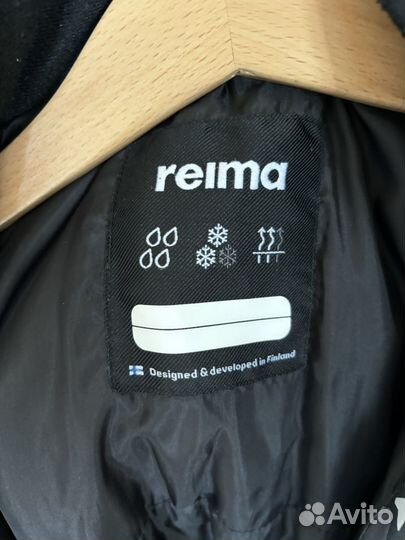 reima
Designed & developed in Finland
Avito